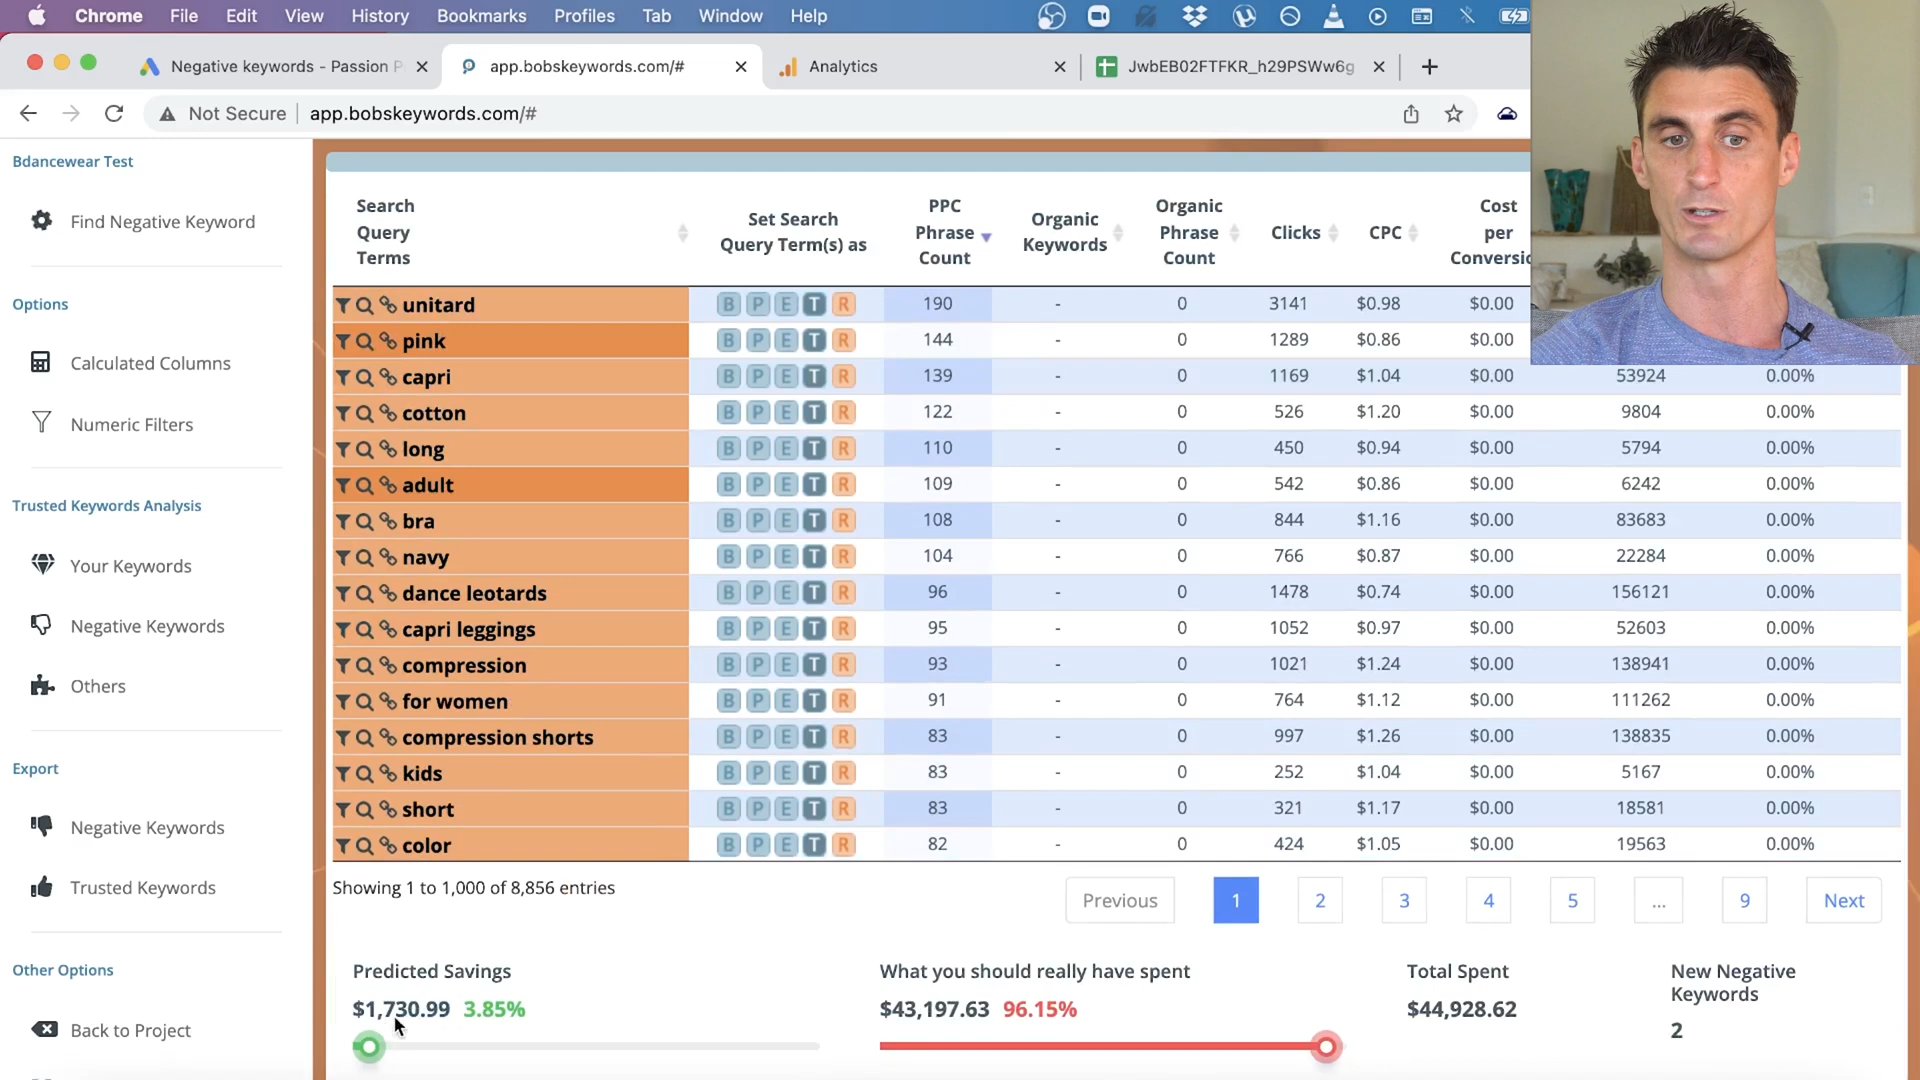 Chrome File Edit View History Bookmarks Profiles Tab Window Help
Negative keywords - Passion P
app.bobskeywords.com/#
Analytics
JwbEB02FTFKR_h29PSWw6g
Not Secure app.bobskeywords.com/#
Bdancewear Test
Find Negative Keyword
Options
Calculated Columns
Numeric Filters
Trusted Keywords Analysis
Your Keywords
Negative Keywords
Others
Export
Negative Keywords
Trusted Keywords
Other Options
Back to Project
Search Query Terms
Set Search Query Term(s) as
PPC Phrase Count
Organic Keywords
Organic Phrase Count
Clicks
CPC
Cost per Conversio
unitard B P E T R 190 - 0 3141 $0.98 $0.00
pink B P E T R 144 - 0 1289 $0.86 $0.00
capri B P E T R 139 - 0 1169 $1.04 $0.00 53924 0.00%
cotton B P E T R 122 - 0 526 $1.20 $0.00 9804 0.00%
long B P E T R 110 - 0 450 $0.94 $0.00 5794 0.00%
adult B P E T R 109 - 0 542 $0.86 $0.00 6242 0.00%
bra B P E T R 108 - 0 844 $1.16 $0.00 83683 0.00%
navy B P E T R 104 - 0 766 $0.87 $0.00 22284 0.00%
dance leotards B P E T R 96 - 0 1478 $0.74 $0.00 156121 0.00%
capri leggings B P E T R 95 - 0 1052 $0.97 $0.00 52603 0.00%
compression B P E T R 93 - 0 1021 $1.24 $0.00 138941 0.00%
for women B P E T R 91 - 0 764 $1.12 $0.00 111262 0.00%
compression shorts B P E T R 83 - 0 997 $1.26 $0.00 138835 0.00%
kids B P E T R 83 - 0 252 $1.04 $0.00 5167 0.00%
short B P E T R 83 - 0 321 $1.17 $0.00 18581 0.00%
color B P E T R 82 - 0 424 $1.05 $0.00 19563 0.00%
Showing 1 to 1,000 of 8,856 entries
Previous 1 2 3 4 5 ... 9 Next
Predicted Savings
$1,730.99 3.85%
What you should really have spent
$43,197.63 96.15%
Total Spent
$44,928.62
New Negative
Keywords
2